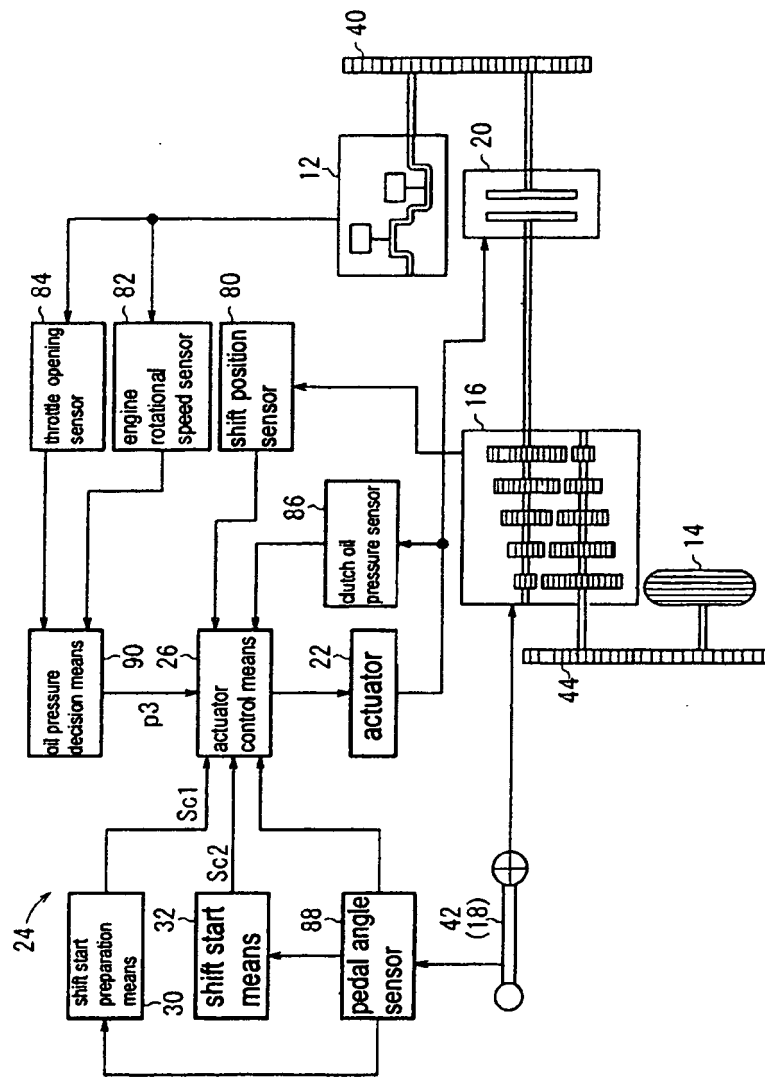 24
shift start
preparation
means
30
Sc1
32
shift start
means
Sc2
88
pedal angle
sensor
42
(18)
oil pressure
decision means
90
p3
26
actuator
control means
22
actuator
84
throttle opening
sensor
82
engine
rotational
speed sensor
80
shift position
sensor
86
clutch oil
pressure sensor
12
40
20
16
14
44